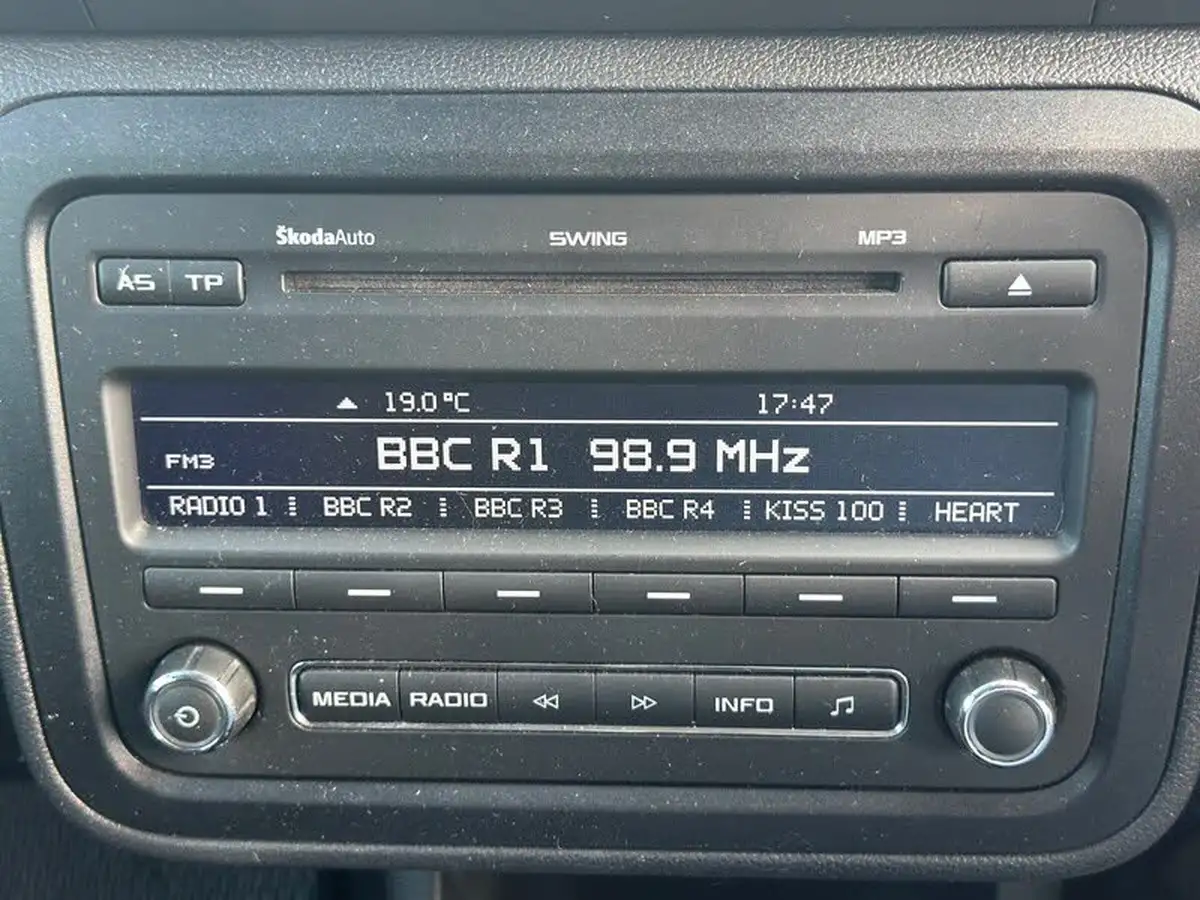 ŠkodaAuto SWING MP3
AS TP
19.0°C 17:47
FM3 BBC R1 98.9 MHz
RADIO 1 BBC R2 BBC R3 BBC R4 KISS 100 HEART
MEDIA RADIO INFO